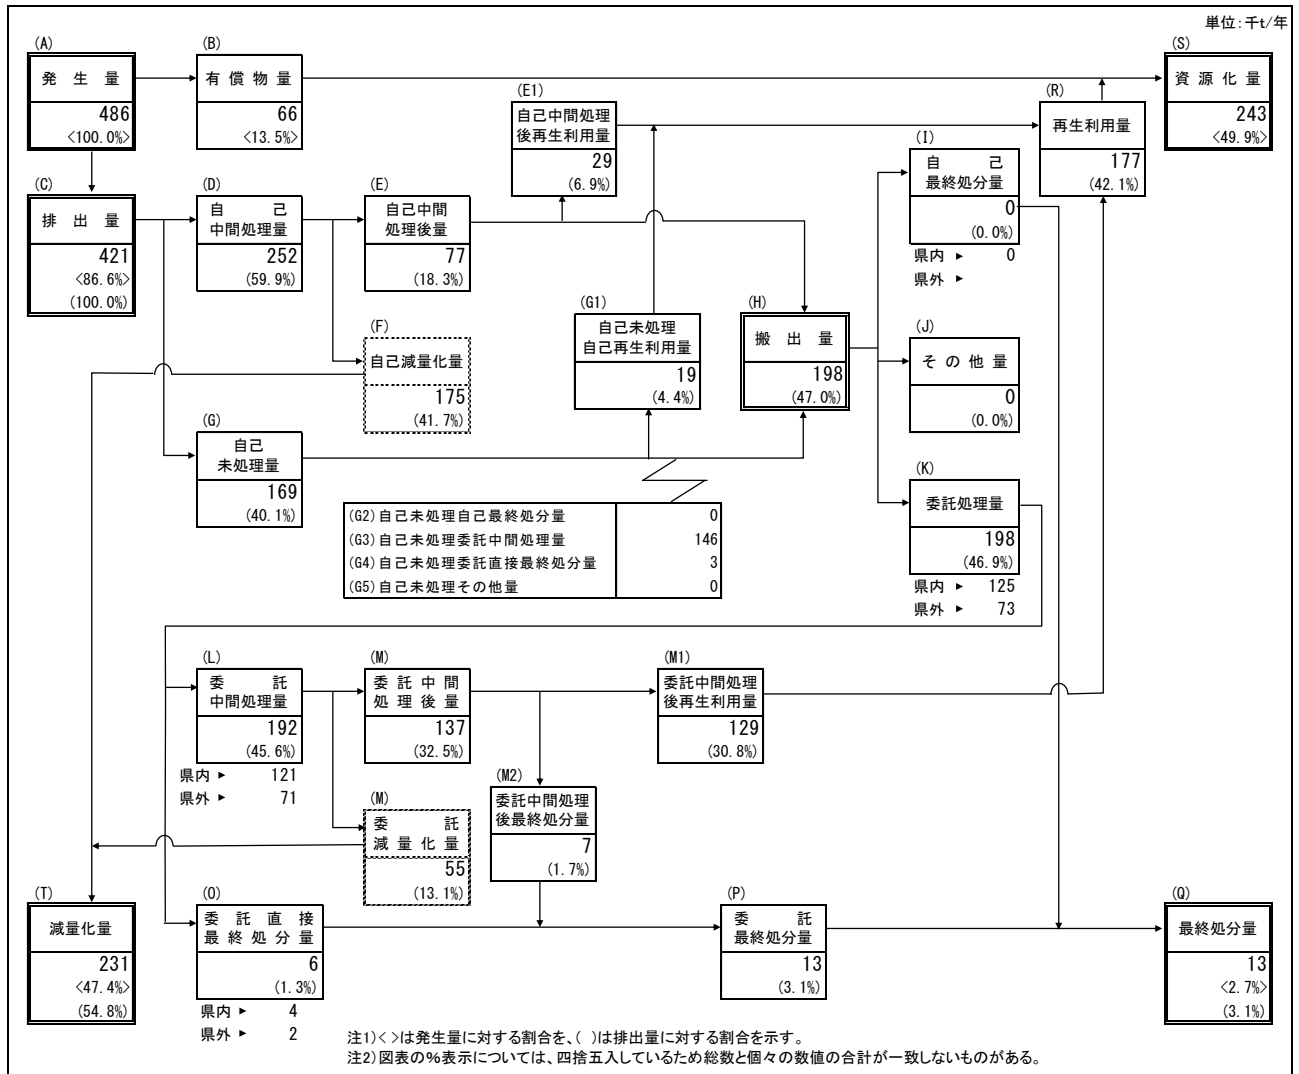 単位:千t/年
(A)
発生量
486
<100.0%>
(B)
有償物量
66
<13.5%>
(S)
資源化量
243
<49.9%>
(E1)
自己中間処理
後再生利用量
29
(6.9%)
(R)
再生利用量
177
(42.1%)
(C)
排出量
421
<86.6%>
(100.0%)
(D)
自己
中間処理量
252
(59.9%)
(E)
自己中間
処理後量
77
(18.3%)
(I)
自己
最終処分量
0
(0.0%)
県内 ► 0
県外 ►
(F)
自己減量化量
175
(41.7%)
(G1)
自己未処理
自己再生利用量
19
(4.4%)
(H)
搬出量
198
(47.0%)
(J)
その他量
0
(0.0%)
(G)
自己
未処理量
169
(40.1%)
(G2)自己未処理自己最終処分量 0
(G3)自己未処理委託中間処理量 146
(G4)自己未処理委託直接最終処分量 3
(G5)自己未処理その他量 0
(K)
委託処理量
198
(46.9%)
県内 ► 125
県外 ► 73
(L)
委託
中間処理量
192
(45.6%)
県内 ► 121
県外 ► 71
(M)
委託中間
処理後量
137
(32.5%)
(M1)
委託中間処理
後再生利用量
129
(30.8%)
(M)
委託
減量化量
55
(13.1%)
(M2)
委託中間処理
後最終処分量
7
(1.7%)
(T)
減量化量
231
<47.4%>
(54.8%)
(O)
委託直接
最終処分量
6
(1.3%)
県内 ► 4
県外 ► 2
(P)
委託
最終処分量
13
(3.1%)
(Q)
最終処分量
13
<2.7%>
(3.1%)
注1)< >は発生量に対する割合を、( )は排出量に対する割合を示す。
注2)図表の%表示については、四捨五入しているため総数と個々の数値の合計が一致しないものがある。